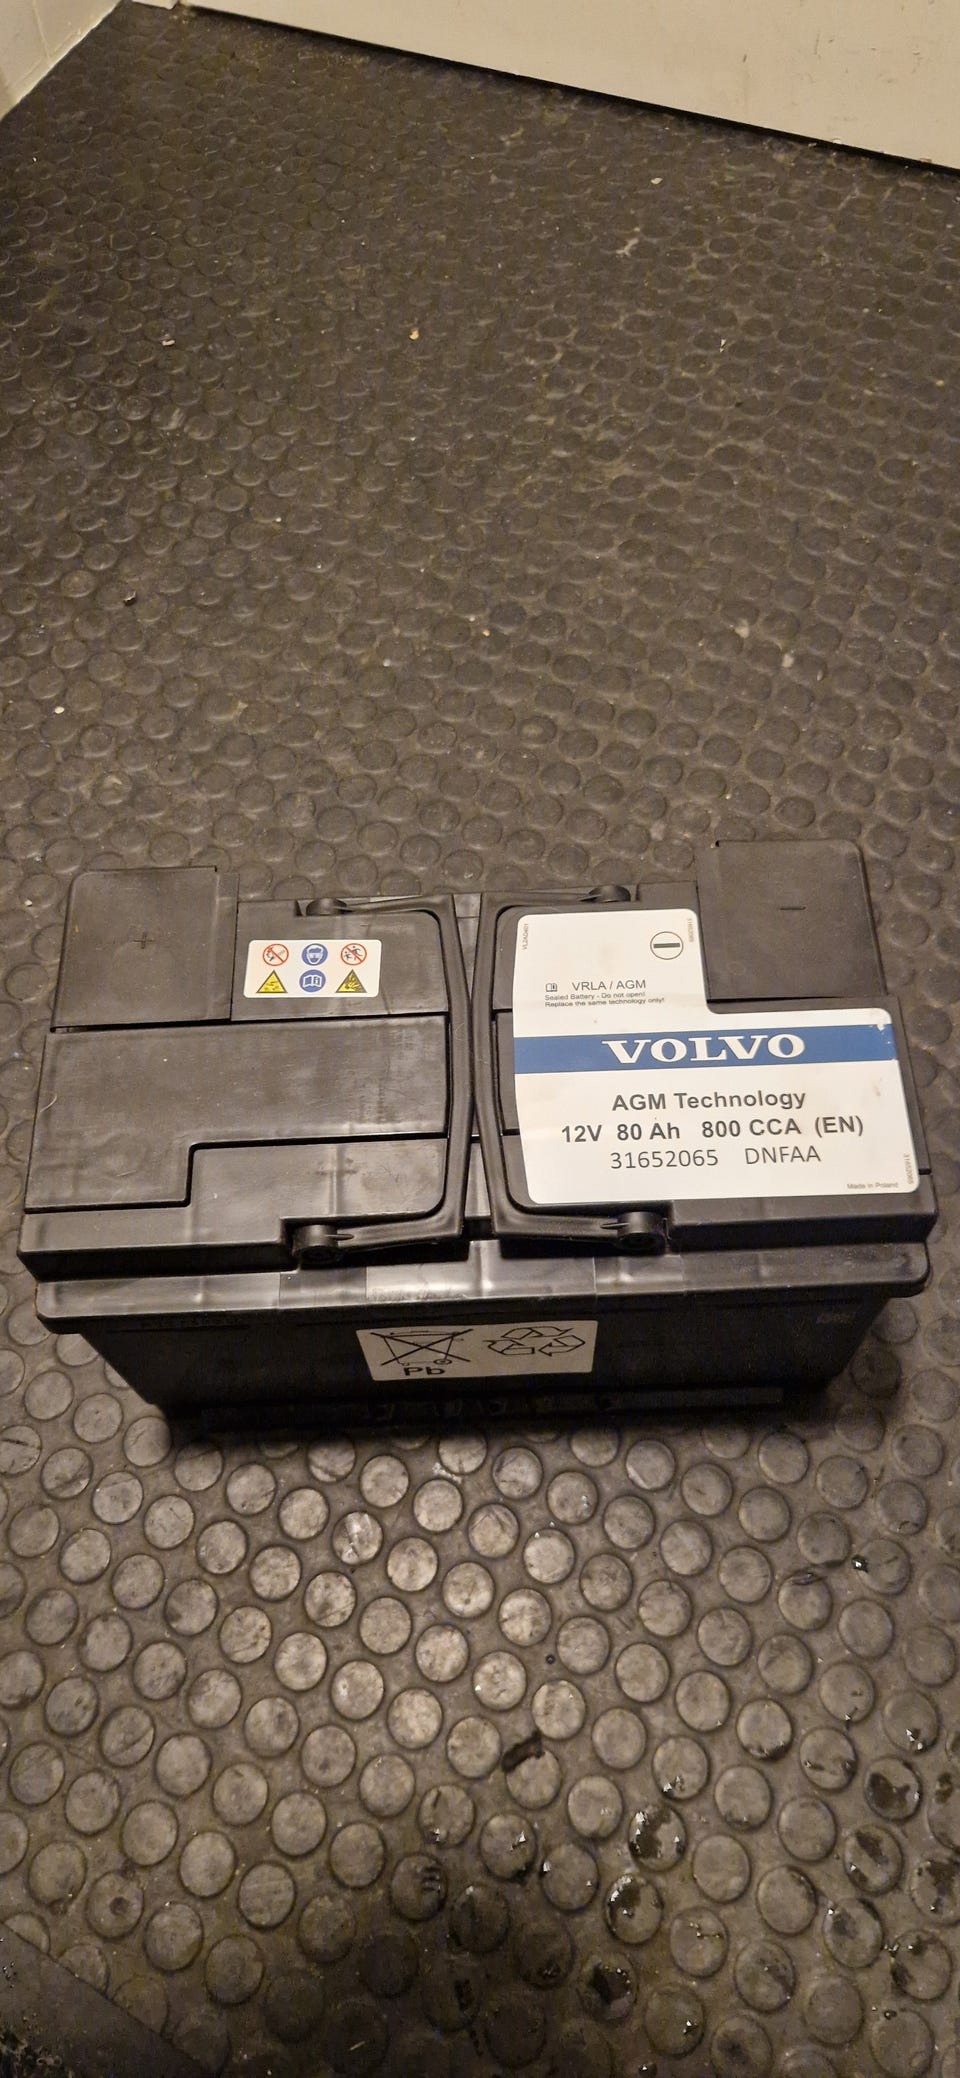 VRLA / AGM
Sealed Battery - Do not open!
Replace the same technology only!
VOLVO
AGM Technology
12V 80 Ah 800 CCA (EN)
31652065 DNFAA
Made in Poland
Pb